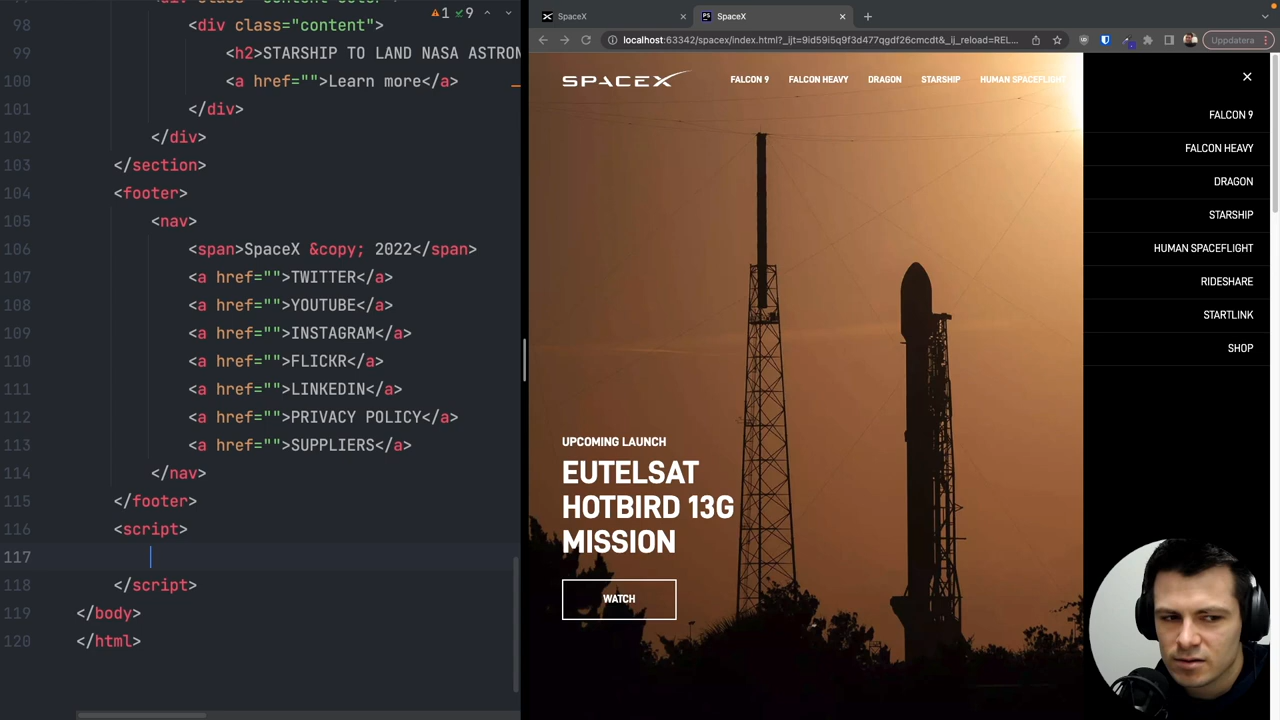 98 <div class="content">
99 <h2>STARSHIP TO LAND NASA ASTRON
100 <a href="">Learn more</a>
101 </div>
102 </div>
103 </section>
104 <footer>
105 <nav>
106 <span>SpaceX &copy; 2022</span>
107 <a href="">TWITTER</a>
108 <a href="">YOUTUBE</a>
109 <a href="">INSTAGRAM</a>
110 <a href="">FLICKR</a>
111 <a href="">LINKEDIN</a>
112 <a href="">PRIVACY POLICY</a>
113 <a href="">SUPPLIERS</a>
114 </nav>
115 </footer>
116 <script>
117
118 </script>
119 </body>
120 </html>
1 9
SpaceX
PS SpaceX
localhost:63342/spacex/index.html?_ijt=9id59i5q9f3d477qgdf26cmcdt&_ij_reload=REL...
Uppdatera
SPACEX
FALCON 9 FALCON HEAVY DRAGON STARSHIP HUMAN SPACEFLIGHT
UPCOMING LAUNCH
EUTELSAT
HOTBIRD 13G
MISSION
WATCH
FALCON 9
FALCON HEAVY
DRAGON
STARSHIP
HUMAN SPACEFLIGHT
RIDESHARE
STARTLINK
SHOP